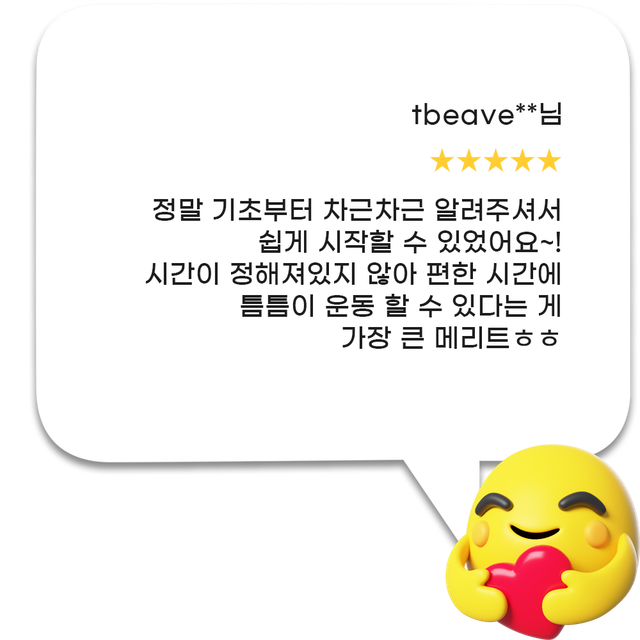 tbeave**님
★★★★★
정말 기초부터 차근차근 알려주셔서
쉽게 시작할 수 있었어요~!
시간이 정해져있지 않아 편한 시간에
틈틈이 운동 할 수 있다는 게
가장 큰 메리트ㅎㅎ